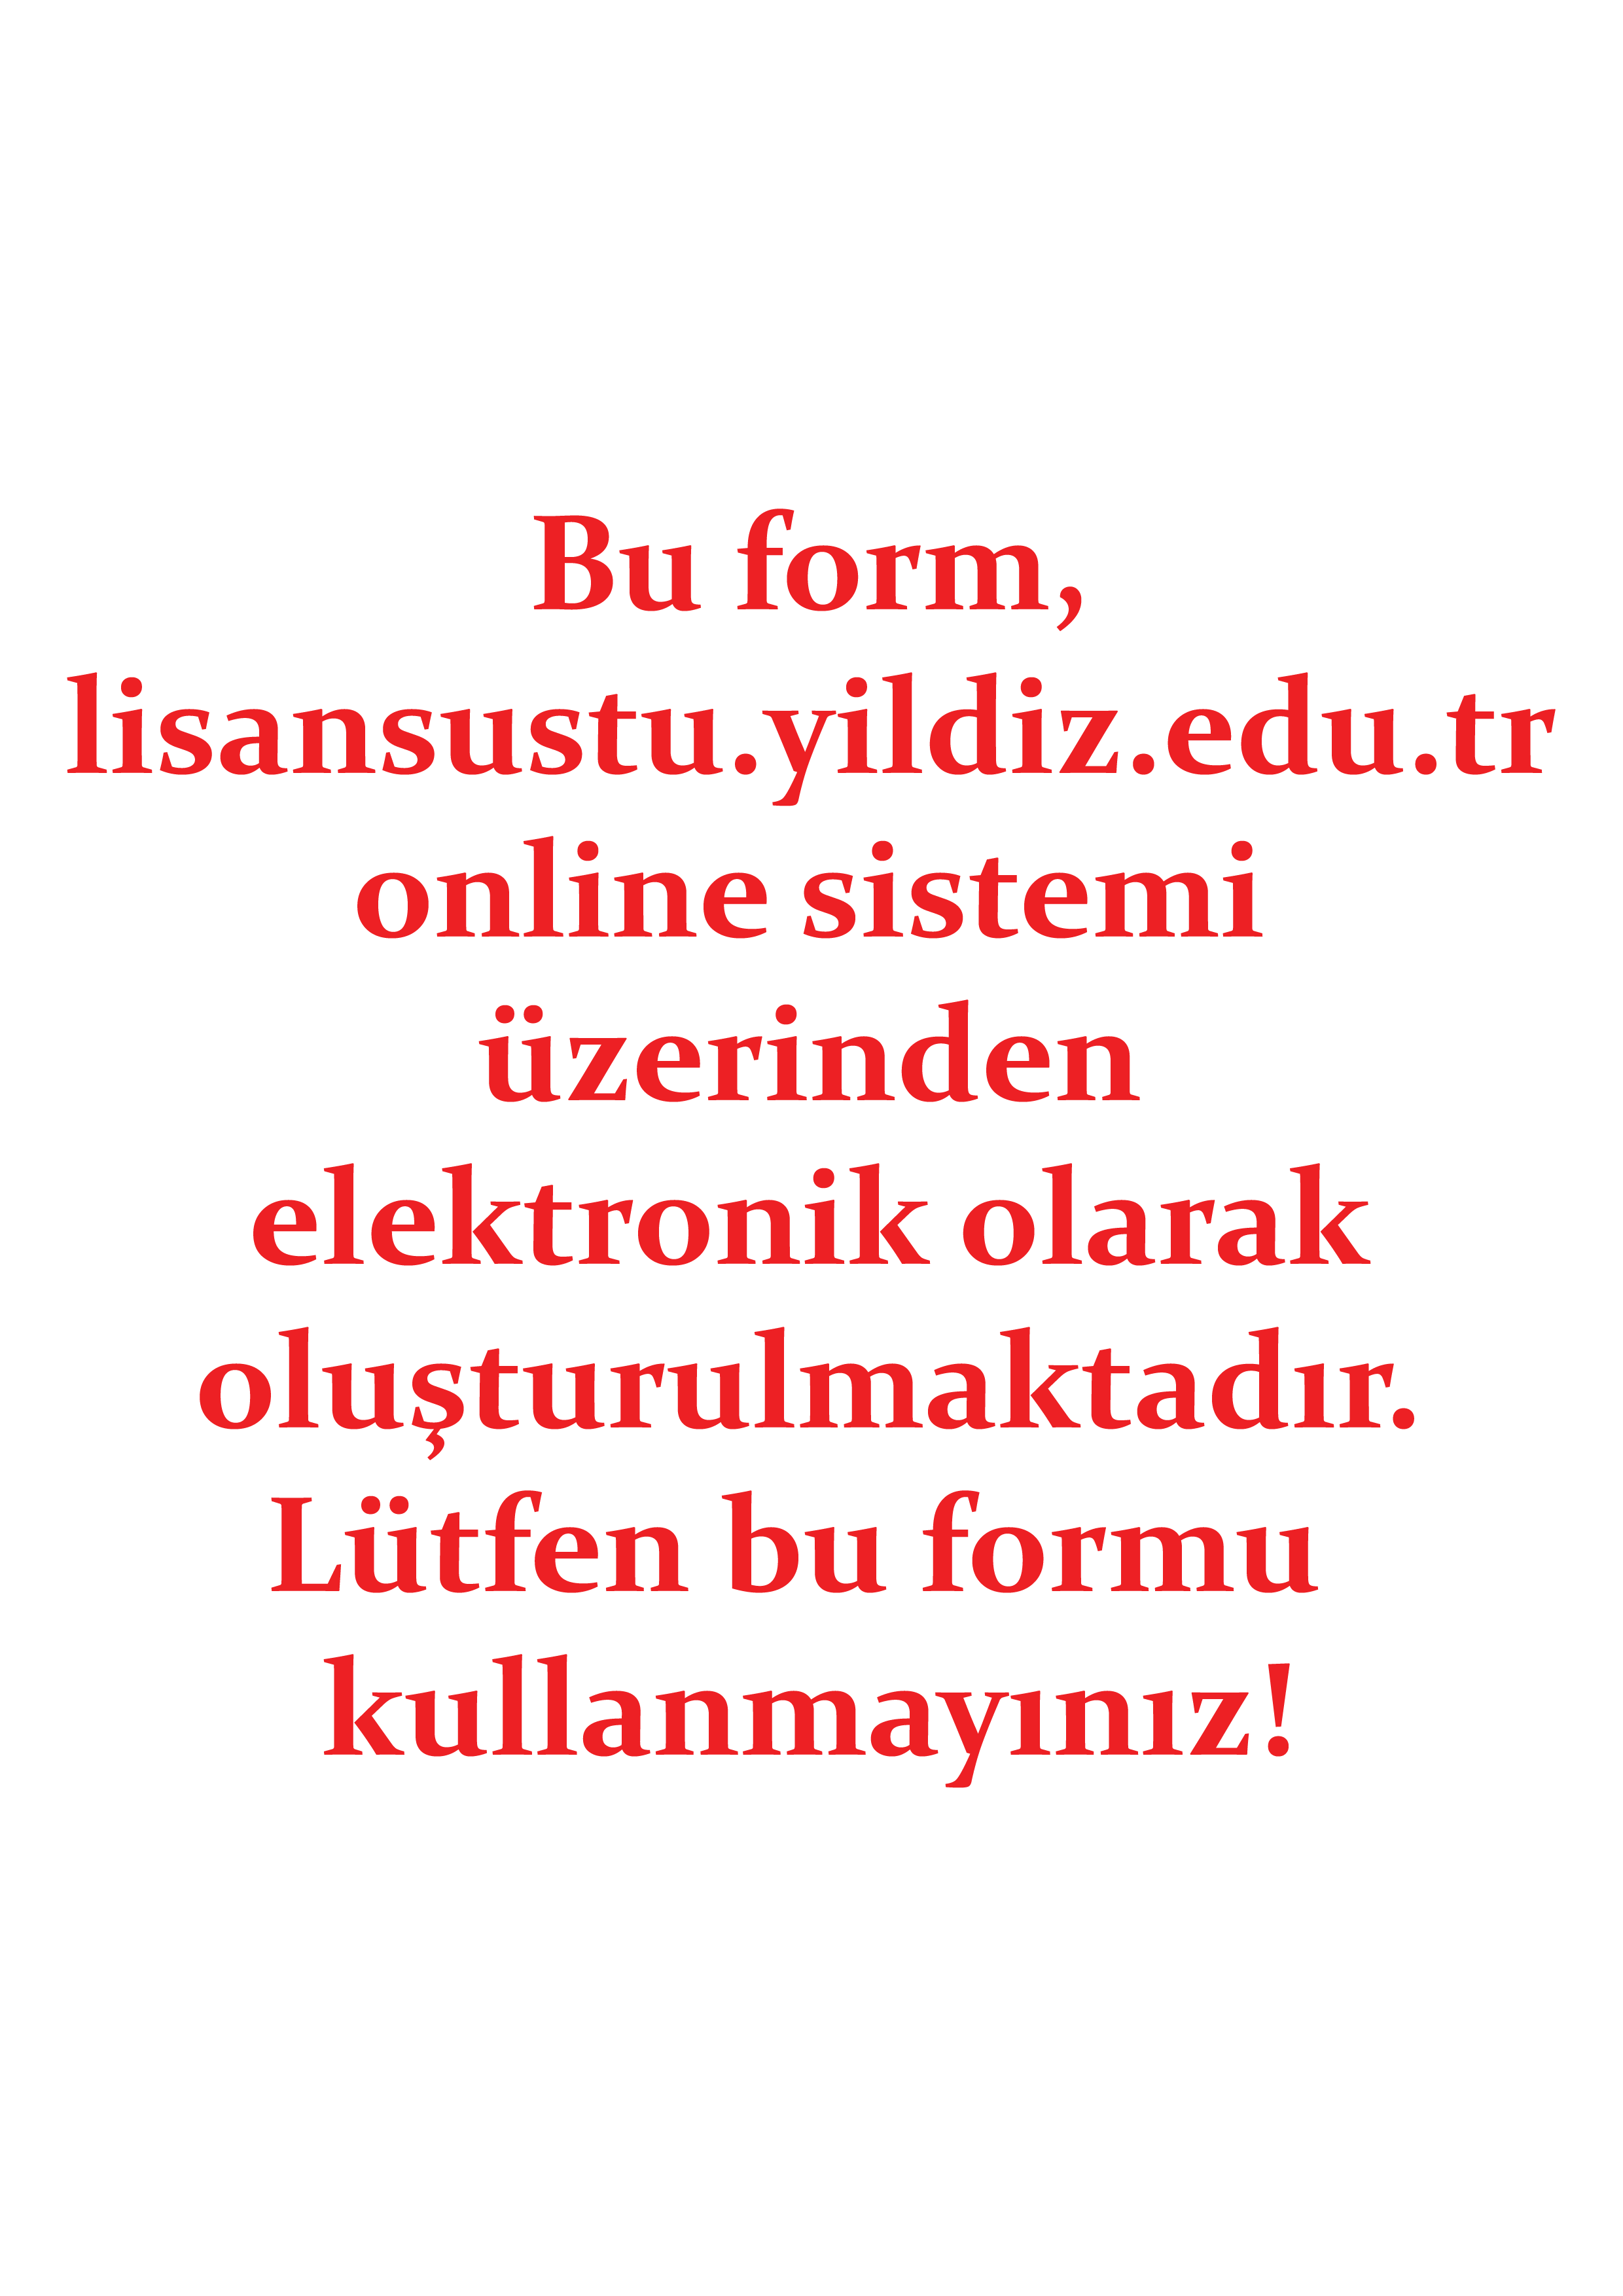 Bu form,
lisansustu.yildiz.edu.tr
online sistemi
üzerinden
elektronik olarak
oluşturulmaktadır.
Lütfen bu formu
kullanmayınız!